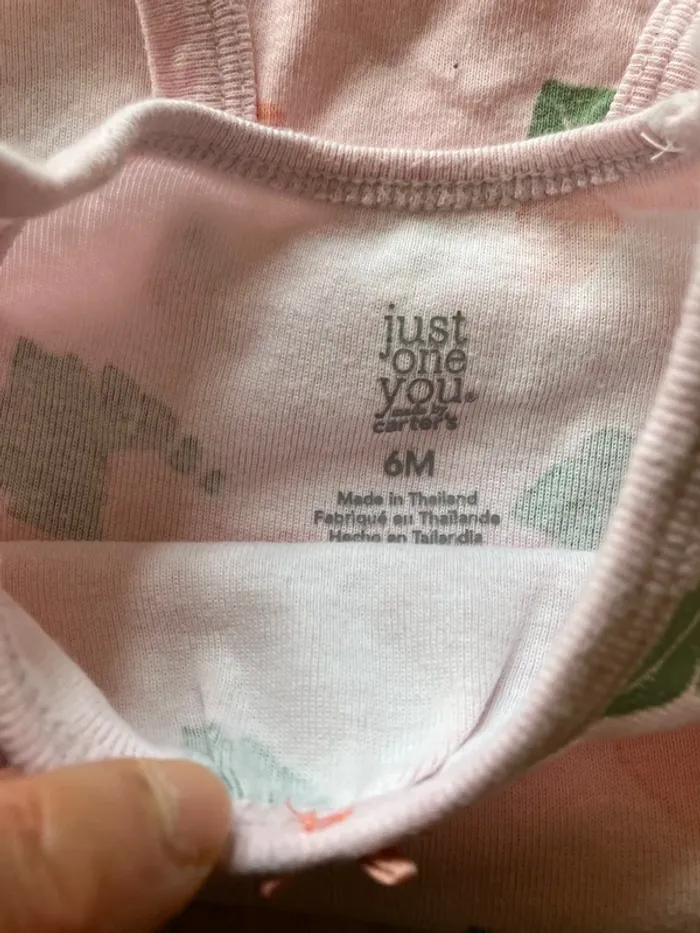 just
one
you®
made by
carter's
6M
Made in Thailand
Fabriqué en Thaïlande
Hecho en Tailandia